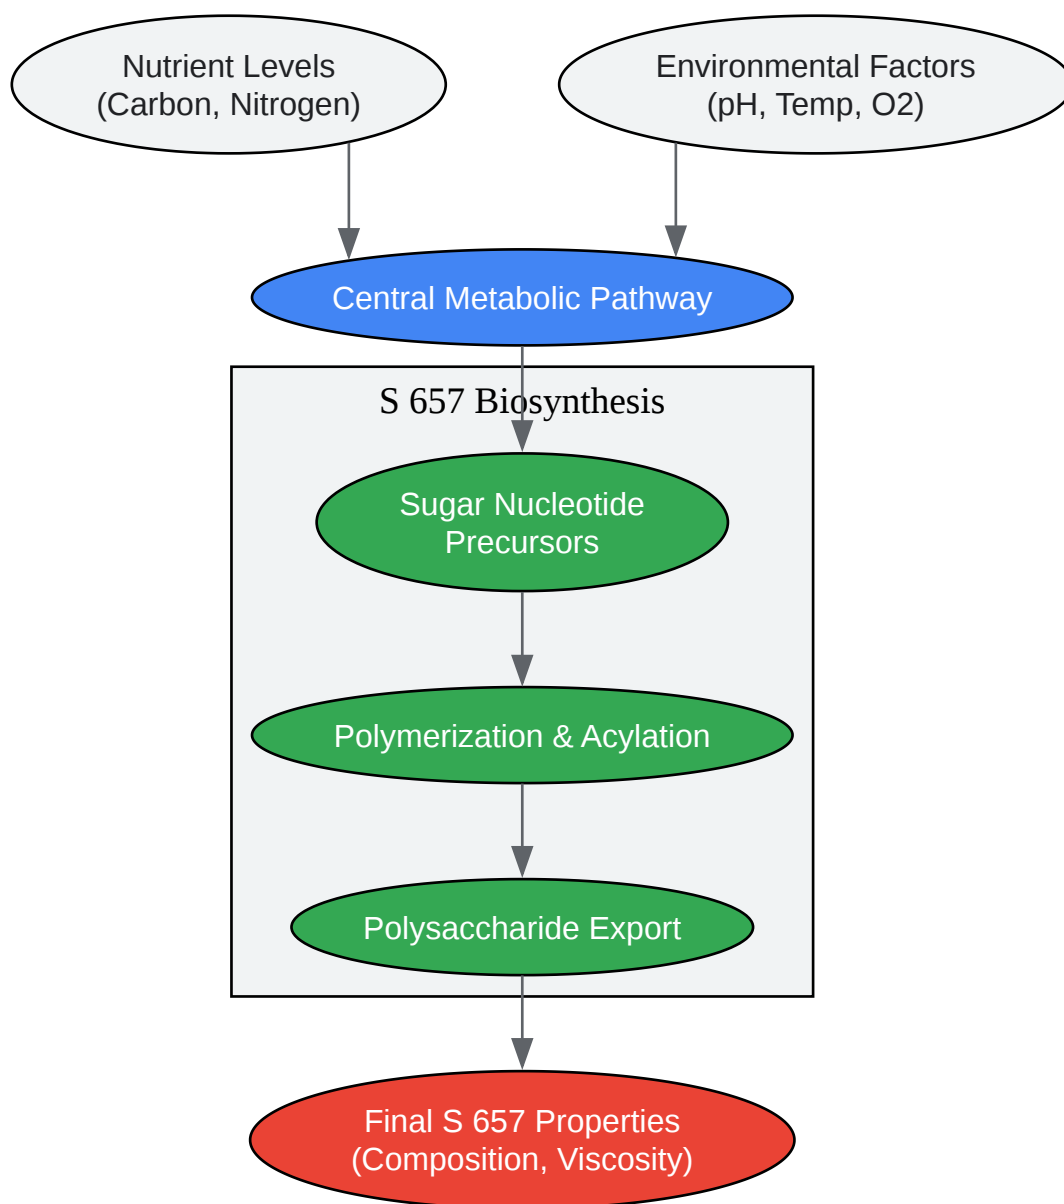 Nutrient Levels
(Carbon, Nitrogen)
Environmental Factors
(pH, Temp, O2)
Central Metabolic Pathway
S 657 Biosynthesis
Sugar Nucleotide
Precursors
Polymerization & Acylation
Polysaccharide Export
Final S 657 Properties
(Composition, Viscosity)